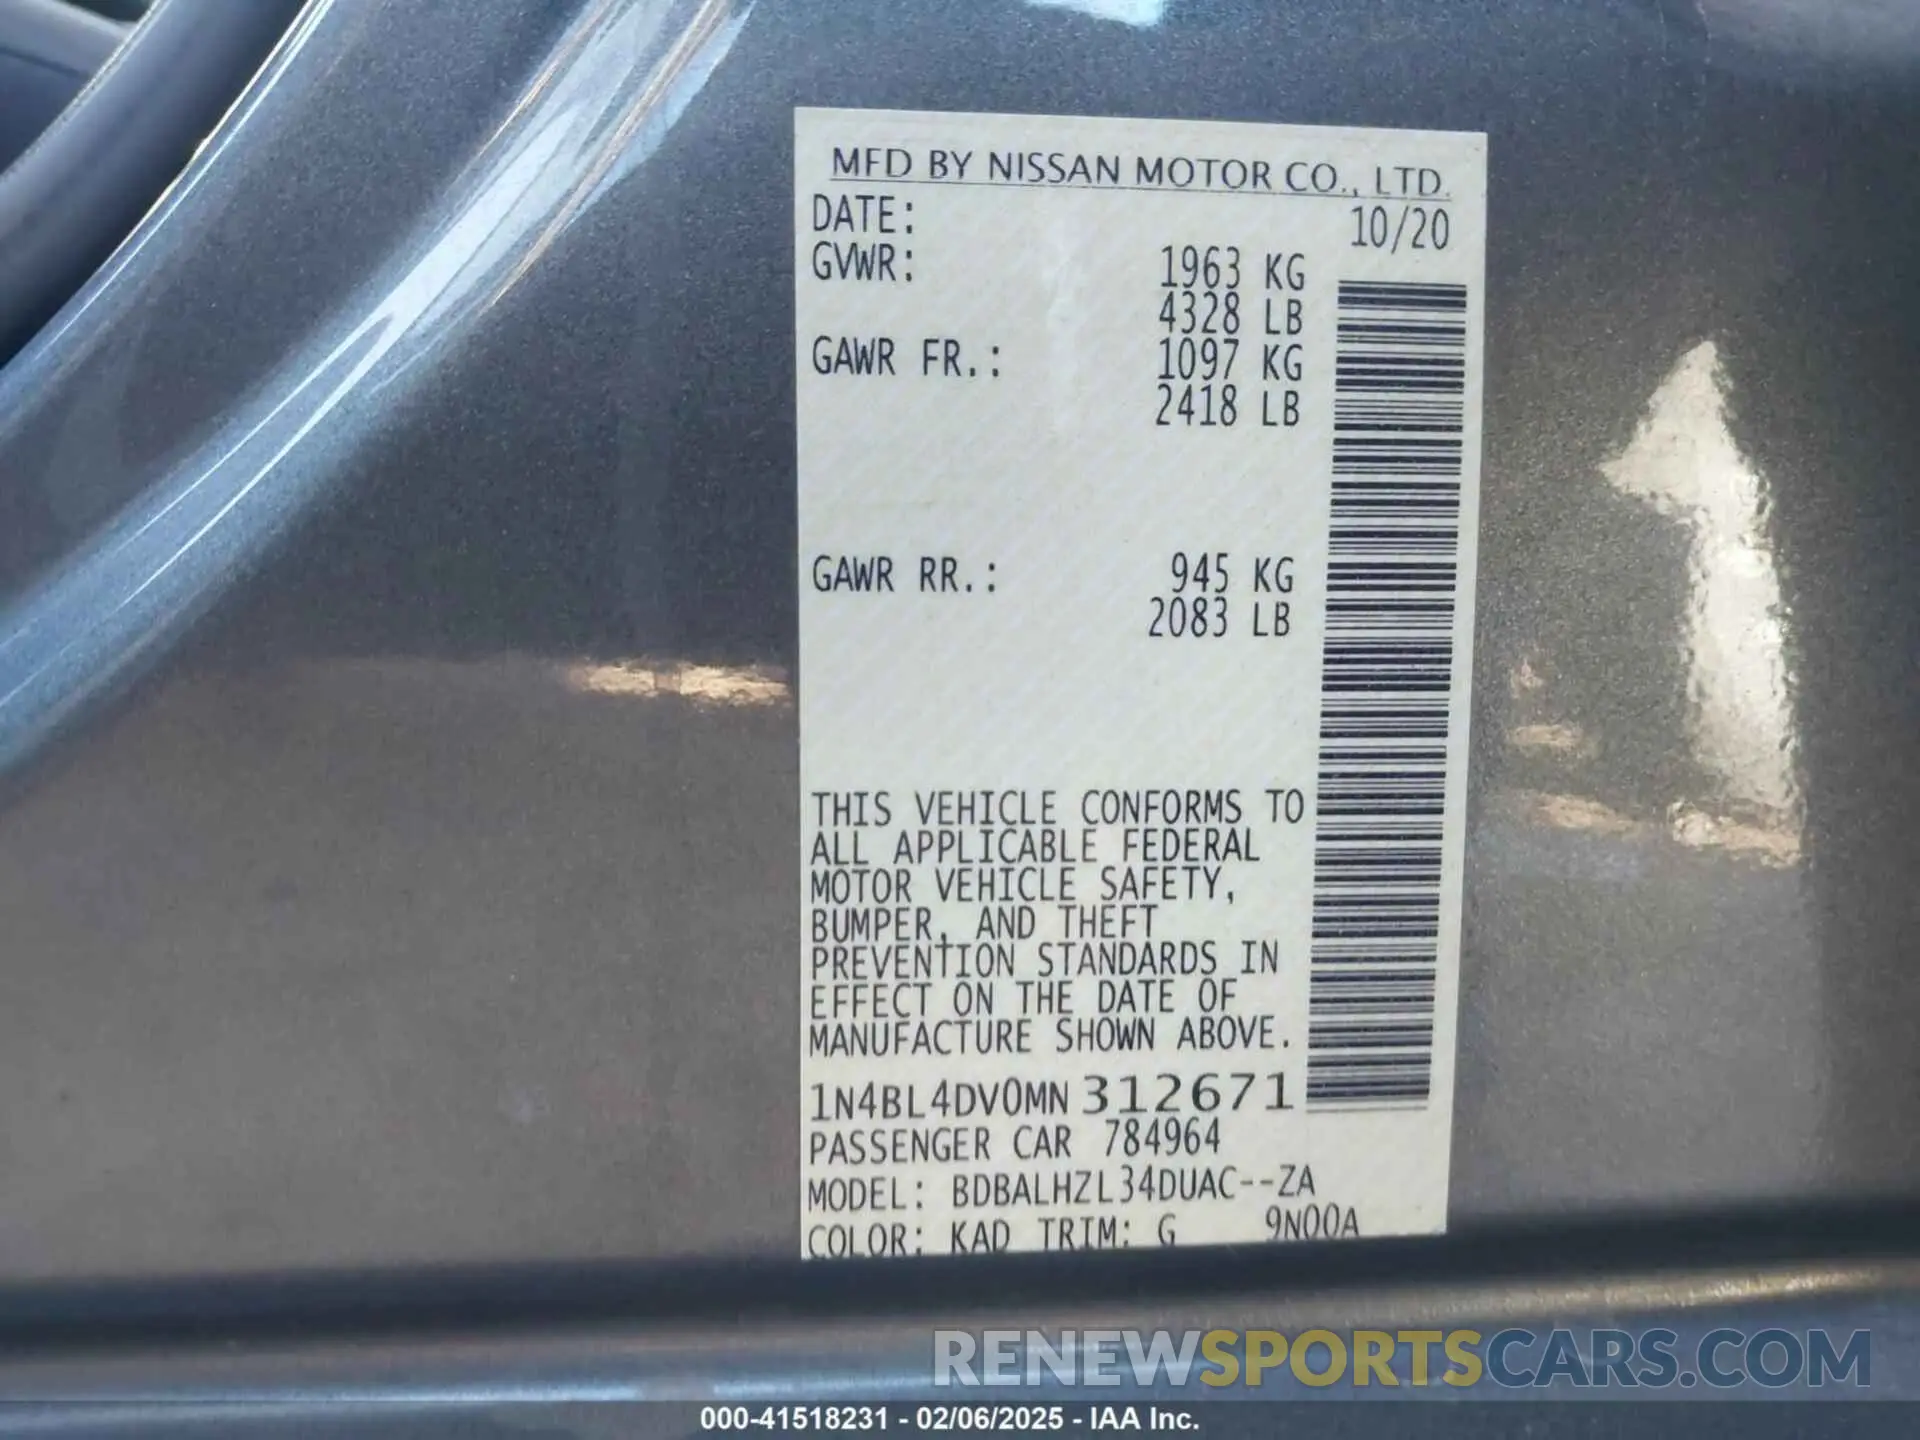 MFD BY NISSAN MOTOR CO., LTD.
DATE: 10/20
GVWR: 1963 KG
4328 LB
GAWR FR.: 1097 KG
2418 LB
GAWR RR.: 945 KG
2083 LB
THIS VEHICLE CONFORMS TO
ALL APPLICABLE FEDERAL
MOTOR VEHICLE SAFETY,
BUMPER, AND THEFT
PREVENTION STANDARDS IN
EFFECT ON THE DATE OF
MANUFACTURE SHOWN ABOVE.
1N4BL4DV0MN 312671
PASSENGER CAR 784964
MODEL: BDBALHZL34DUAC--ZA
COLOR: KAD TRIM: G 9N00A
RENEWSPORTSCARS.COM
000-41518231 - 02/06/2025 - IAA Inc.